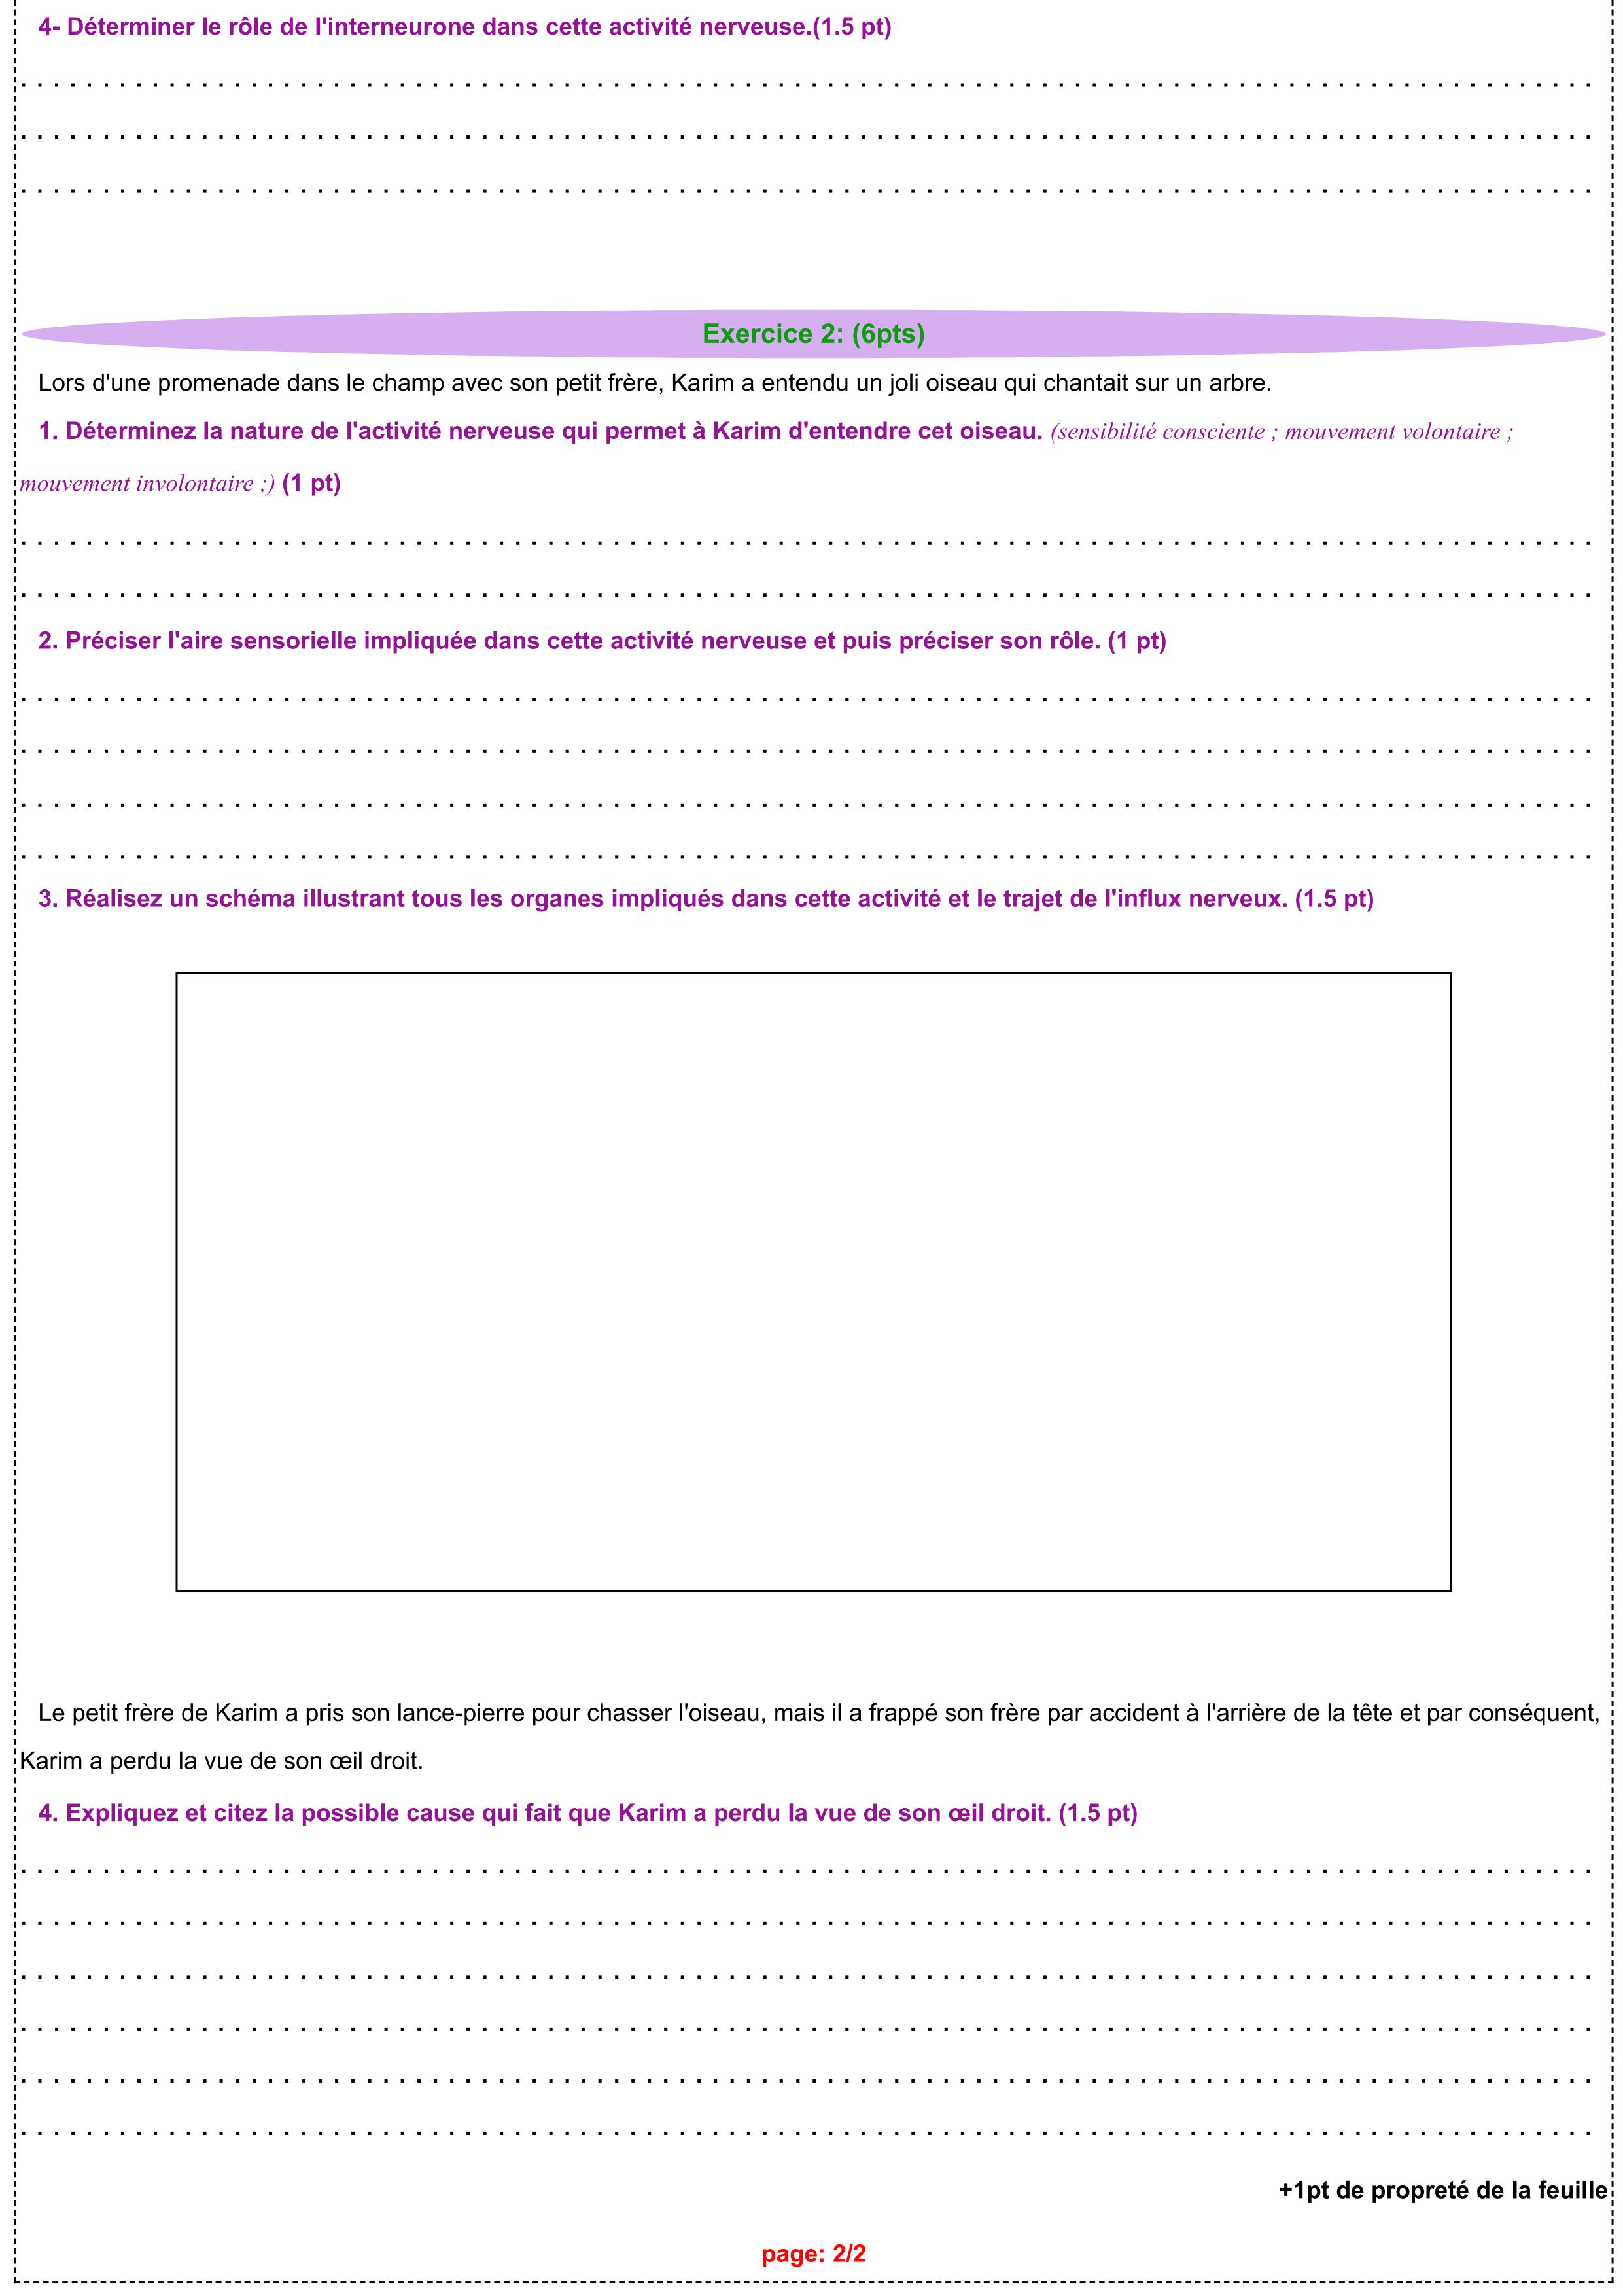 4- Déterminer le rôle de l'interneurone dans cette activité nerveuse.(1.5 pt)
Exercice 2: (6pts)
Lors d'une promenade dans le champ avec son petit frère, Karim a entendu un joli oiseau qui chantait sur un arbre.
1. Déterminez la nature de l'activité nerveuse qui permet à Karim d'entendre cet oiseau. (sensibilité consciente ; mouvement volontaire ;
mouvement involontaire ;) (1 pt)
2. Préciser l'aire sensorielle impliquée dans cette activité nerveuse et puis préciser son rôle. (1 pt)
3. Réalisez un schéma illustrant tous les organes impliqués dans cette activité et le trajet de l'influx nerveux. (1.5 pt)
Le petit frère de Karim a pris son lance-pierre pour chasser l'oiseau, mais il a frappé son frère par accident à l'arrière de la tête et par conséquent,
Karim a perdu la vue de son œil droit.
4. Expliquez et citez la possible cause qui fait que Karim a perdu la vue de son œil droit. (1.5 pt)
+1pt de propreté de la feuille
page: 2/2